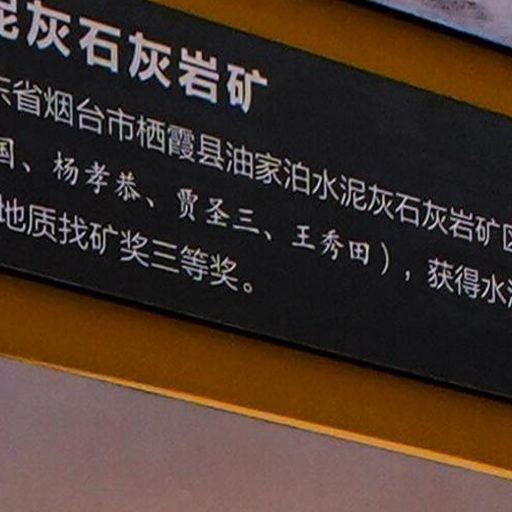 泥灰石灰岩矿
东省烟台市栖霞县油家泊水泥灰石灰岩矿区
国、杨孝恭、贾圣三、王秀田），获得水泥
地质找矿奖三等奖。